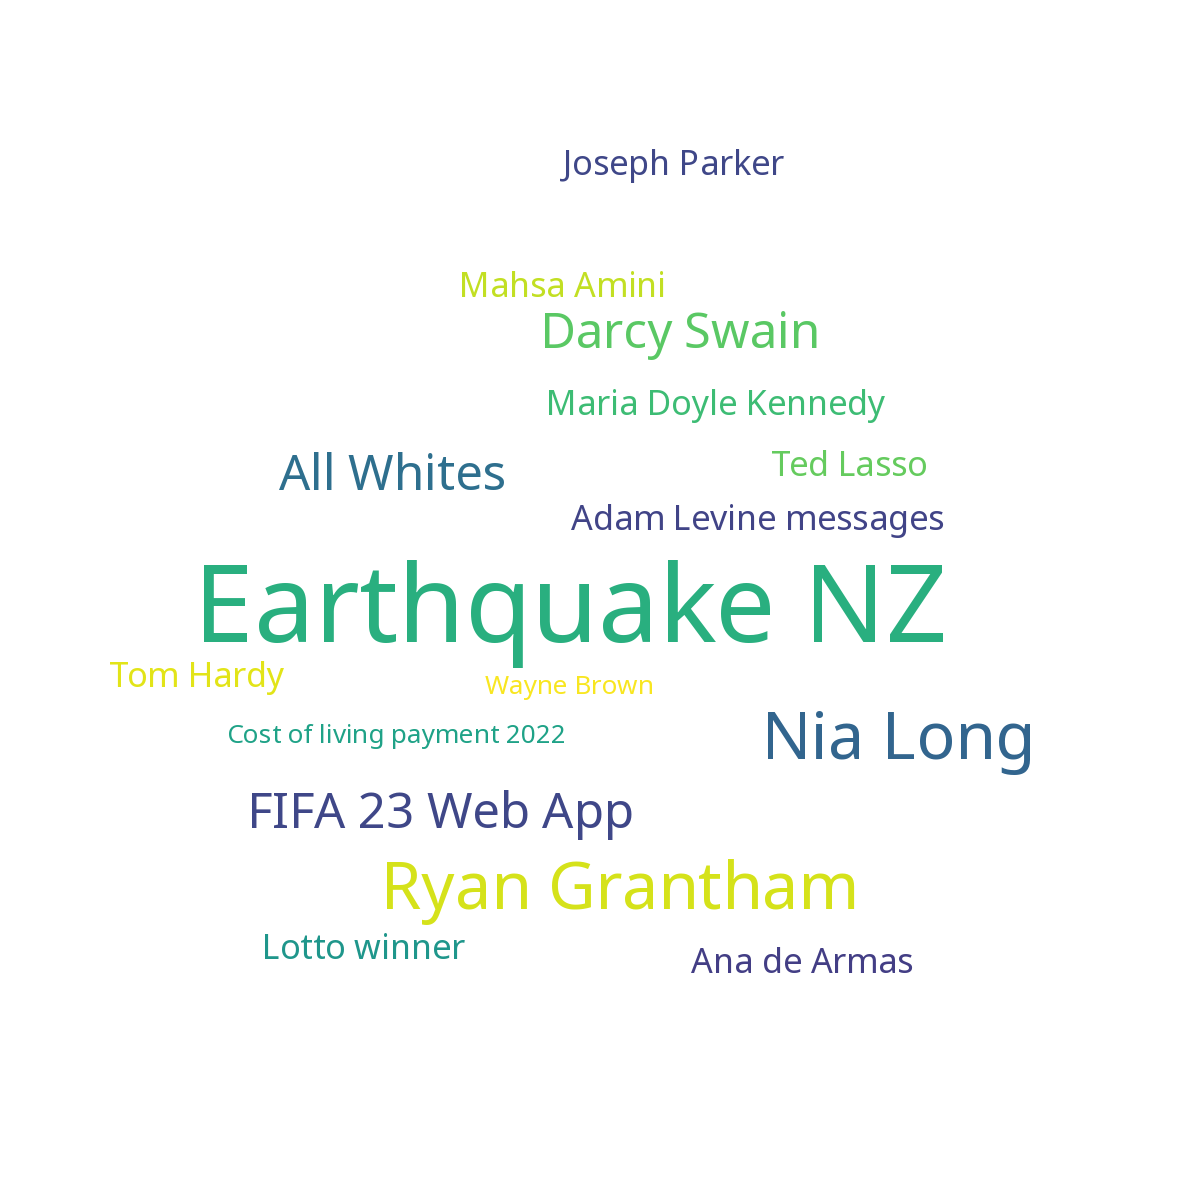 Joseph Parker
Mahsa Amini
Darcy Swain
Maria Doyle Kennedy
All Whites
Ted Lasso
Adam Levine messages
Earthquake NZ
Tom Hardy
Wayne Brown
Cost of living payment 2022
Nia Long
FIFA 23 Web App
Ryan Grantham
Lotto winner
Ana de Armas